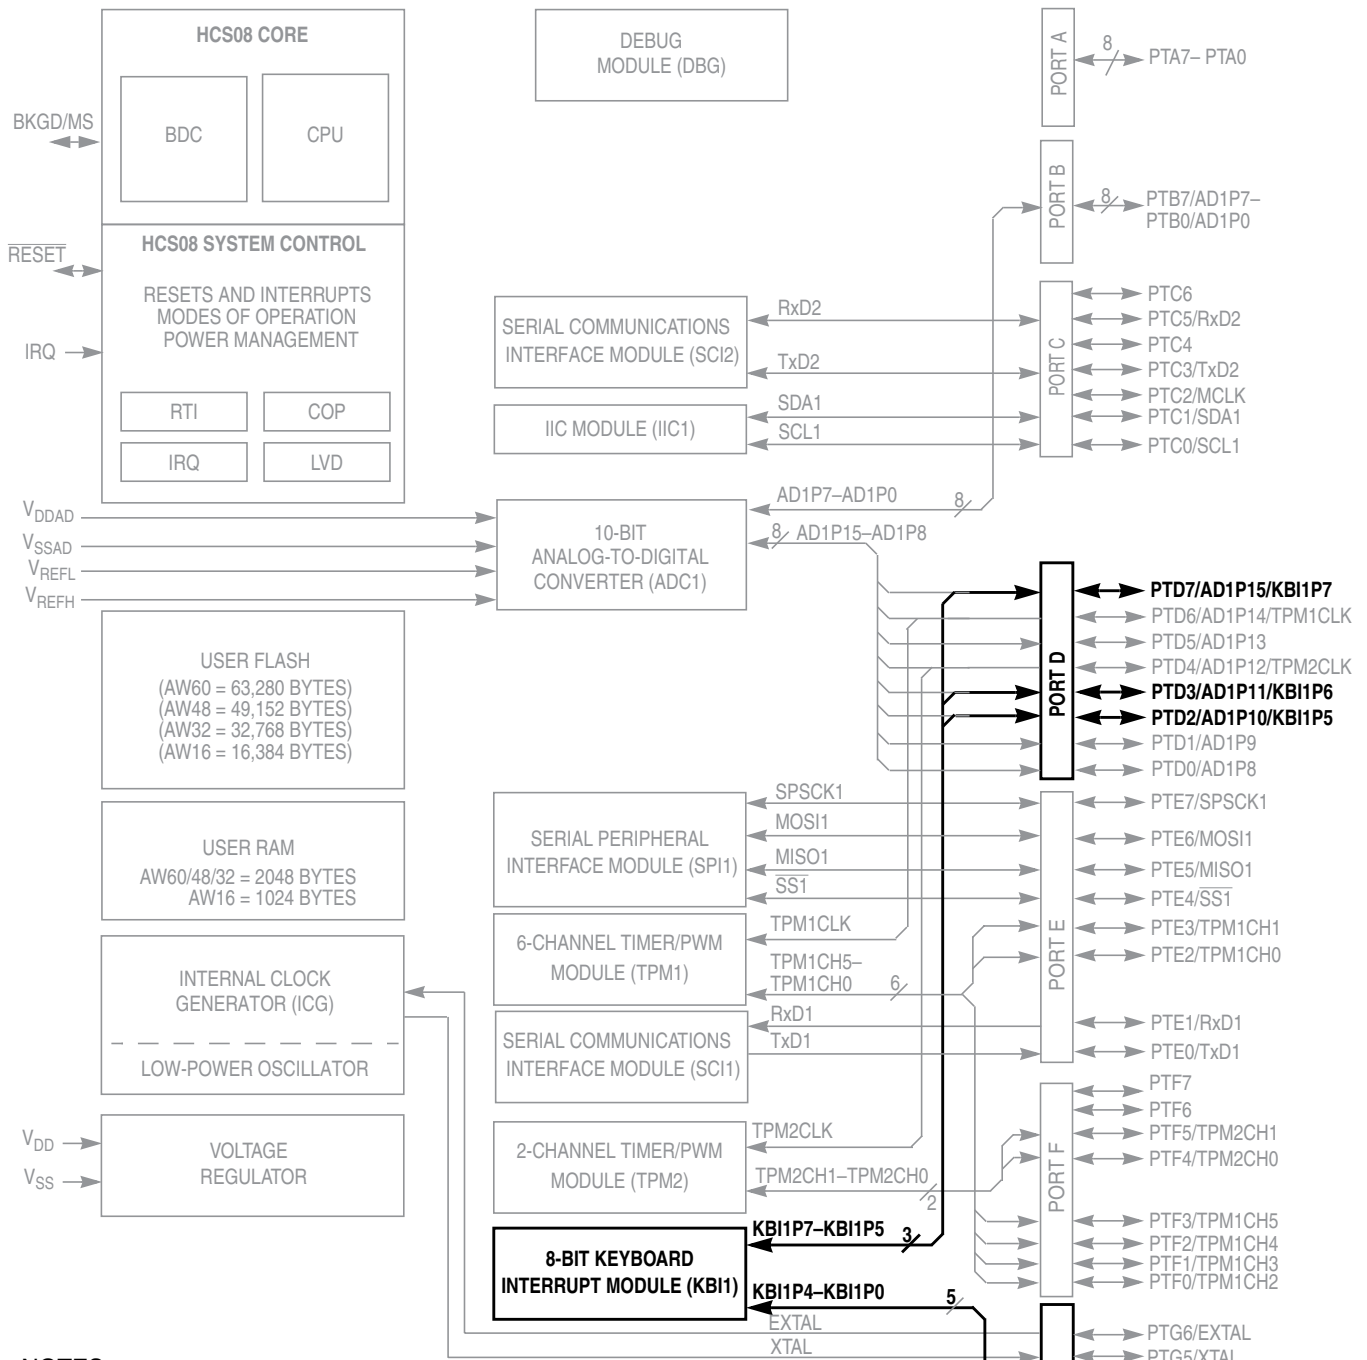 HCS08 CORE
BDC
CPU
BKGD/MS
HCS08 SYSTEM CONTROL
RESET
RESETS AND INTERRUPTS
MODES OF OPERATION
POWER MANAGEMENT
IRQ
RTI
COP
IRQ
LVD
VDDAD
VSSAD
VREFL
VREFH
USER FLASH
(AW60 = 63,280 BYTES)
(AW48 = 49,152 BYTES)
(AW32 = 32,768 BYTES)
(AW16 = 16,384 BYTES)
USER RAM
AW60/48/32 = 2048 BYTES
AW16 = 1024 BYTES
INTERNAL CLOCK
GENERATOR (ICG)
LOW-POWER OSCILLATOR
VDD
VSS
VOLTAGE
REGULATOR
DEBUG
MODULE (DBG)
SERIAL COMMUNICATIONS
INTERFACE MODULE (SCI2)
RxD2
TxD2
IIC MODULE (IIC1)
SDA1
SCL1
10-BIT
ANALOG-TO-DIGITAL
CONVERTER (ADC1)
AD1P7–AD1P0
8
8
AD1P15–AD1P8
SERIAL PERIPHERAL
INTERFACE MODULE (SPI1)
SPSCK1
MOSI1
MISO1
SS1
6-CHANNEL TIMER/PWM
MODULE (TPM1)
TPM1CLK
TPM1CH5–
TPM1CH0
6
SERIAL COMMUNICATIONS
INTERFACE MODULE (SCI1)
RxD1
TxD1
2-CHANNEL TIMER/PWM
MODULE (TPM2)
TPM2CLK
TPM2CH1–TPM2CH0
2
8-BIT KEYBOARD
INTERRUPT MODULE (KBI1)
KBI1P7–KBI1P5
3
KBI1P4–KBI1P0
5
EXTAL
XTAL
PORT A
8
PTA7– PTA0
PORT B
8
PTB7/AD1P7–
PTB0/AD1P0
PORT C
PTC6
PTC5/RxD2
PTC4
PTC3/TxD2
PTC2/MCLK
PTC1/SDA1
PTC0/SCL1
PORT D
PTD7/AD1P15/KBI1P7
PTD6/AD1P14/TPM1CLK
PTD5/AD1P13
PTD4/AD1P12/TPM2CLK
PTD3/AD1P11/KBI1P6
PTD2/AD1P10/KBI1P5
PTD1/AD1P9
PTD0/AD1P8
PORT E
PTE7/SPSCK1
PTE6/MOSI1
PTE5/MISO1
PTE4/SS1
PTE3/TPM1CH1
PTE2/TPM1CH0
PTE1/RxD1
PTE0/TxD1
PORT F
PTF7
PTF6
PTF5/TPM2CH1
PTF4/TPM2CH0
PTF3/TPM1CH5
PTF2/TPM1CH4
PTF1/TPM1CH3
PTF0/TPM1CH2
PTG6/EXTAL
PTG5/XTAL